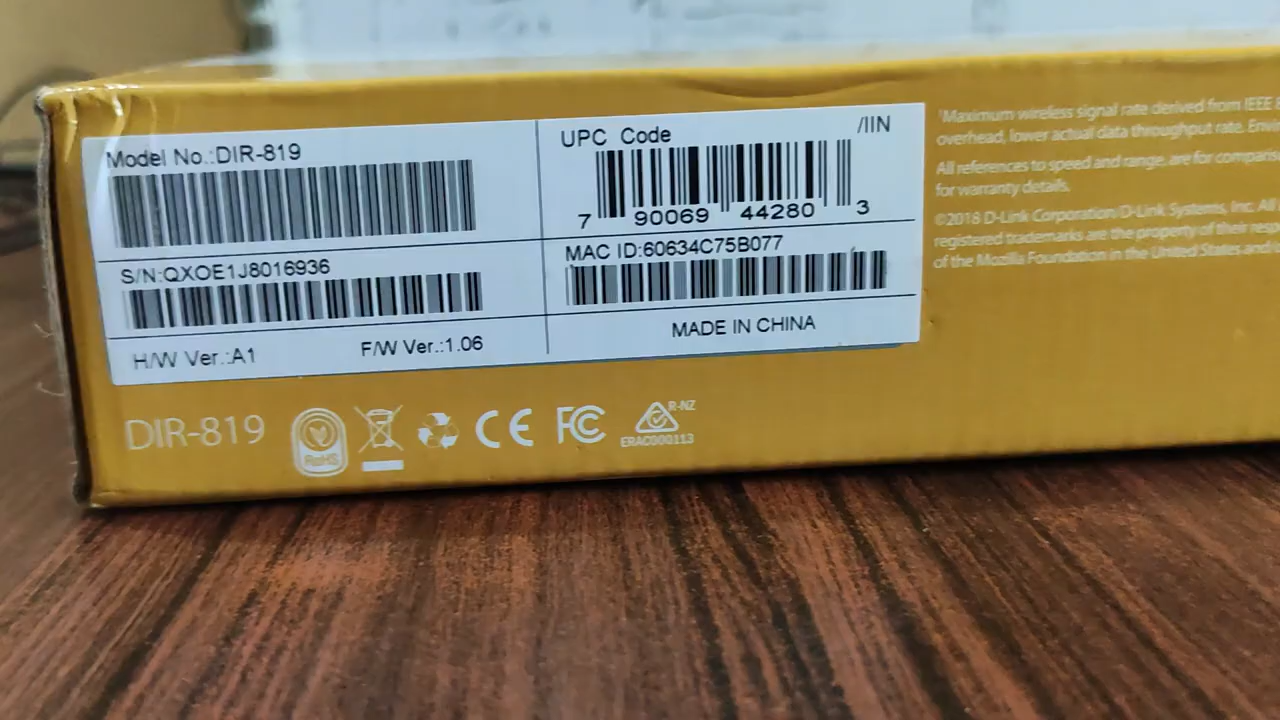 Model No.:DIR-819
S/N:QXOE1J8016936
H/W Ver.:A1
F/W Ver.:1.06
UPC Code
/IIN
7 90069 44280 3
MAC ID:60634C75B077
MADE IN CHINA
DIR-819
RoHS
CE
FC
R-NZ
ERAC000113
Maximum wireless signal rate derived from IEEE
overhead, lower actual data throughput rate.
All references to speed and range, are for
for warranty details.
©2018 D-Link Corporation/D-Link Systems, Inc. All
registered trademarks are the property of their
of the Mozilla Foundation in the United States and